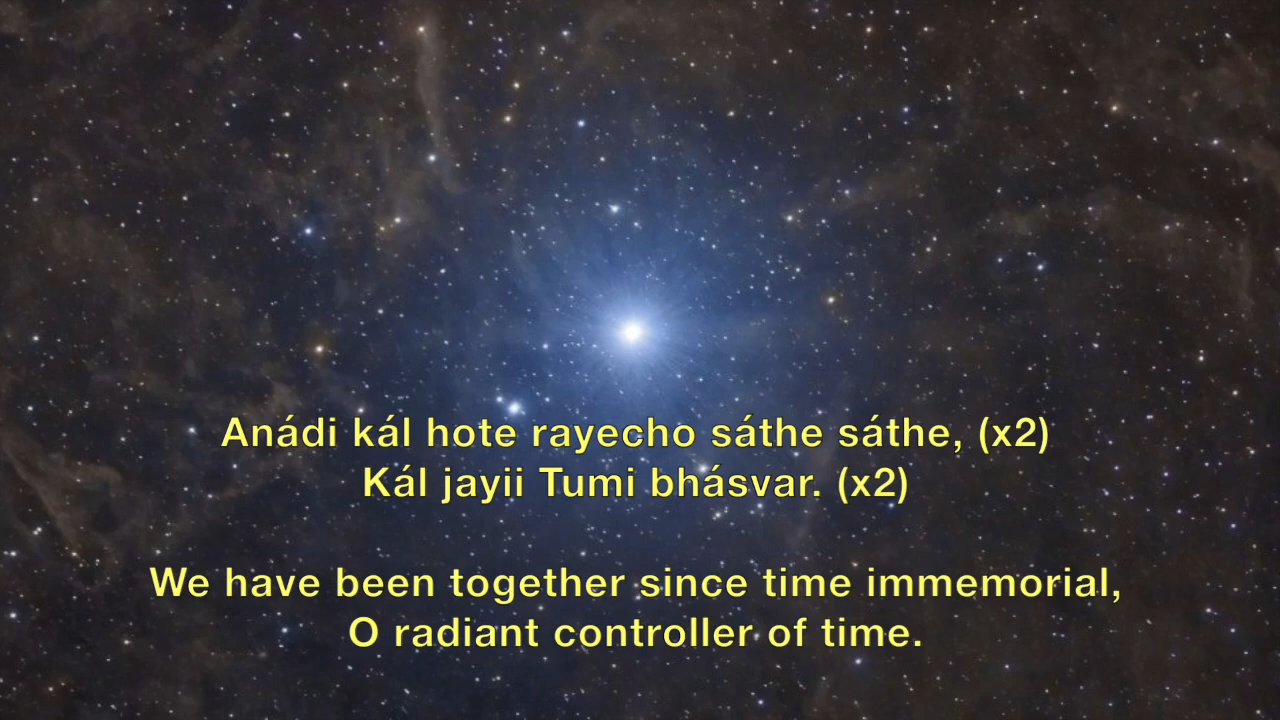 Anádi kál hote rayecho sáthe sáthe, (x2)
Kál jayii Tumi bhásvar. (x2)
We have been together since time immemorial,
O radiant controller of time.